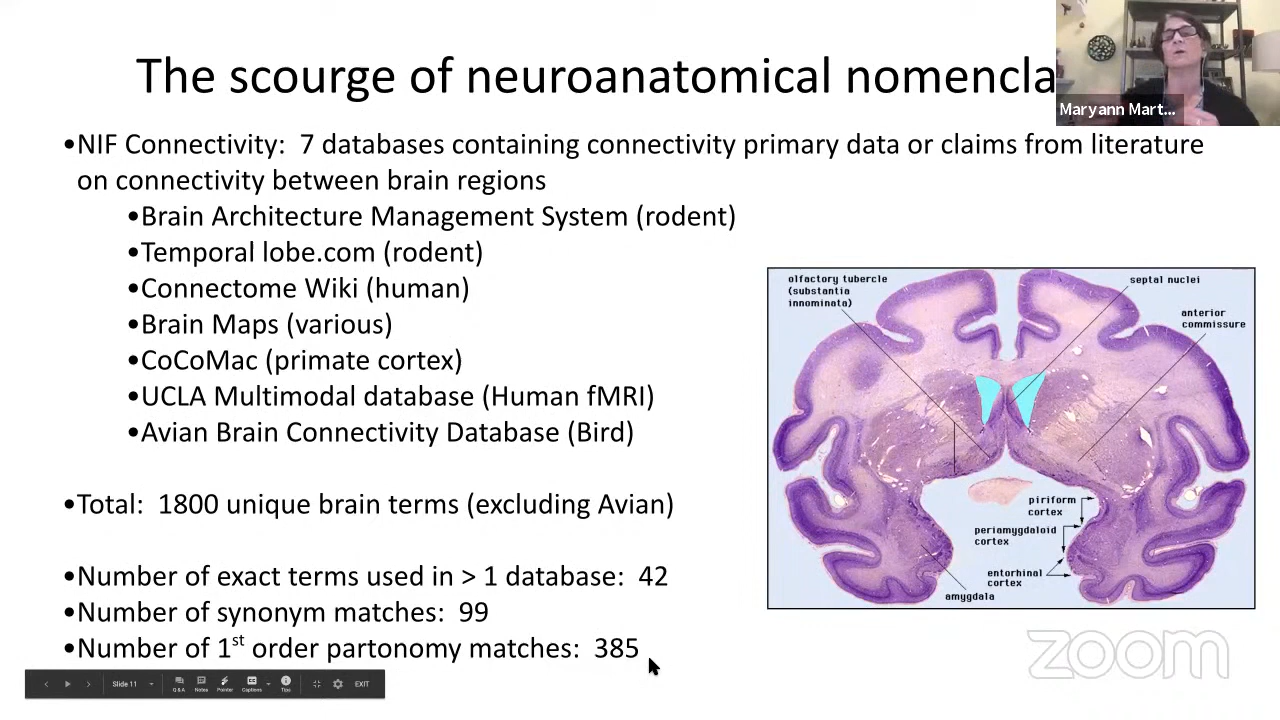 The scourge of neuroanatomical nomencla
Maryann Mart...
•NIF Connectivity:  7 databases containing connectivity primary data or claims from literature
on connectivity between brain regions
•Brain Architecture Management System (rodent)
•Temporal lobe.com (rodent)
•Connectome Wiki (human)
•Brain Maps (various)
•CoCoMac (primate cortex)
•UCLA Multimodal database (Human fMRI)
•Avian Brain Connectivity Database (Bird)
•Total:  1800 unique brain terms (excluding Avian)
•Number of exact terms used in > 1 database:  42
•Number of synonym matches:  99
•Number of 1st order partonomy matches:  385
olfactory tubercle
(substantia
innominata)
septal nuclei
anterior
commissure
piriform
cortex
periamygdaloid
cortex
entorhinal
cortex
amygdala
zoom
Slide 11
Q&A
Notes
Pointer
Captions
Tips
EXIT